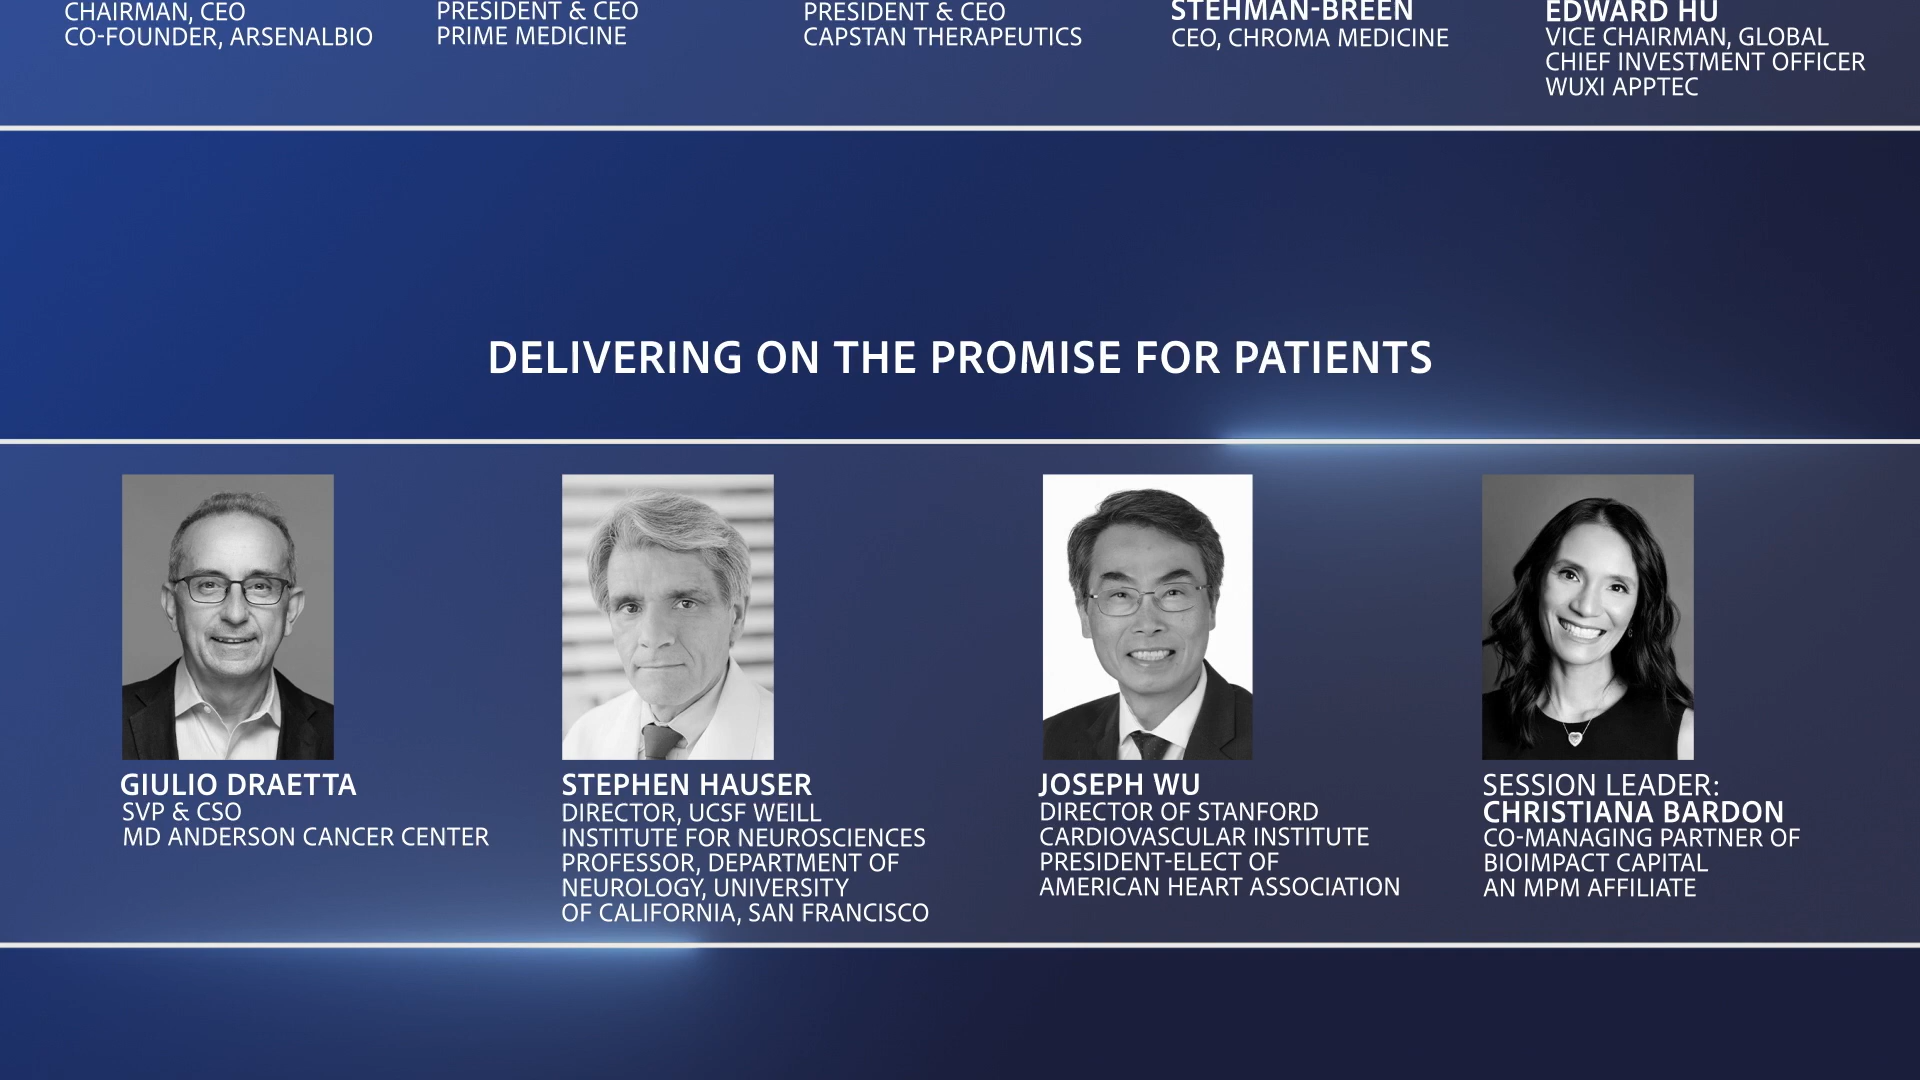 CHAIRMAN, CEO
CO-FOUNDER, ARSENALBIO
PRESIDENT & CEO
PRIME MEDICINE
PRESIDENT & CEO
CAPSTAN THERAPEUTICS
STEHMAN-BREEN
CEO, CHROMA MEDICINE
EDWARD HU
VICE CHAIRMAN, GLOBAL
CHIEF INVESTMENT OFFICER
WUXI APPTEC
DELIVERING ON THE PROMISE FOR PATIENTS
GIULIO DRAETTA
SVP & CSO
MD ANDERSON CANCER CENTER
STEPHEN HAUSER
DIRECTOR, UCSF WEILL
INSTITUTE FOR NEUROSCIENCES
PROFESSOR, DEPARTMENT OF
NEUROLOGY, UNIVERSITY
OF CALIFORNIA, SAN FRANCISCO
JOSEPH WU
DIRECTOR OF STANFORD
CARDIOVASCULAR INSTITUTE
PRESIDENT-ELECT OF
AMERICAN HEART ASSOCIATION
SESSION LEADER:
CHRISTIANA BARDON
CO-MANAGING PARTNER OF
BIOIMPACT CAPITAL
AN MPM AFFILIATE